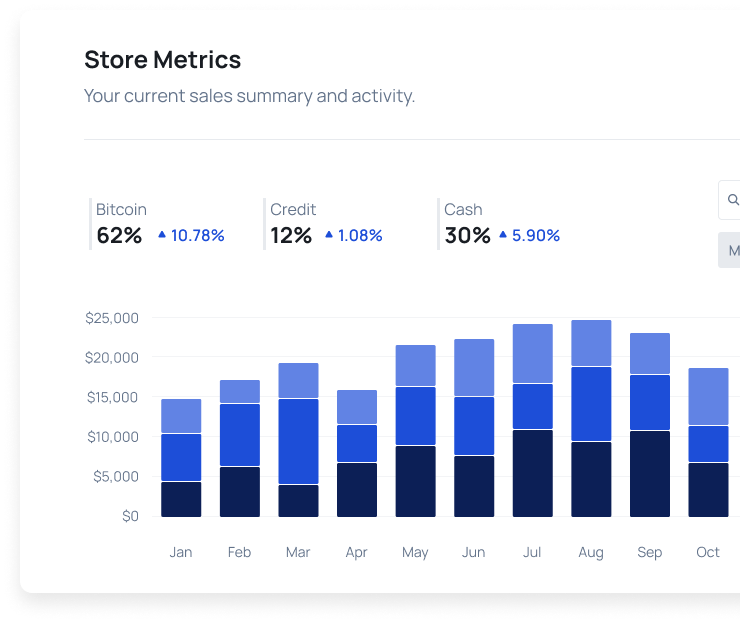 Store Metrics
Your current sales summary and activity.
Bitcoin
62% 10.78%
Credit
12% 1.08%
Cash
30% 5.90%
M
$25,000
$20,000
$15,000
$10,000
$5,000
$0
Jan Feb Mar Apr May Jun Jul Aug Sep Oct